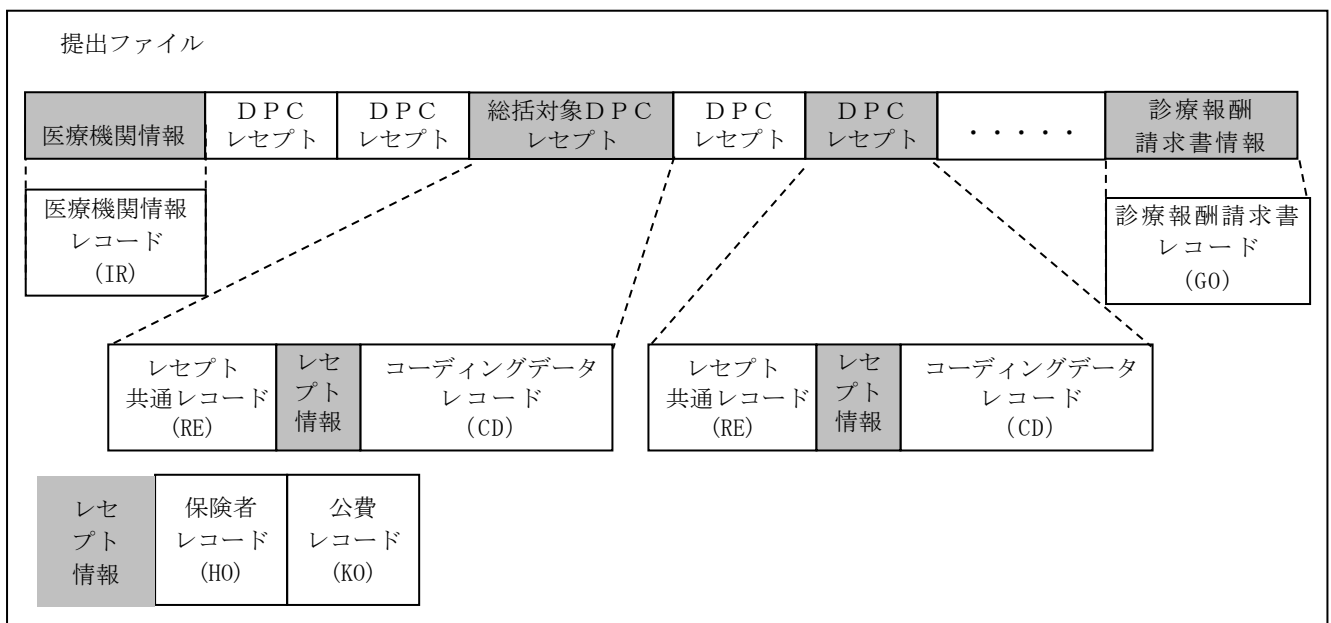 提出ファイル
医療機関情報
ＤＰＣ
レセプト
ＤＰＣ
レセプト
総括対象ＤＰＣ
レセプト
ＤＰＣ
レセプト
ＤＰＣ
レセプト
・・・・・
診療報酬
請求書情報
医療機関情報
レコード
(IR)
診療報酬請求書
レコード
(GO)
レセプト
共通レコード
(RE)
レセ
プト
情報
コーディングデータ
レコード
(CD)
レセプト
共通レコード
(RE)
レセ
プト
情報
コーディングデータ
レコード
(CD)
レセ
プト
情報
保険者
レコード
(HO)
公費
レコード
(KO)